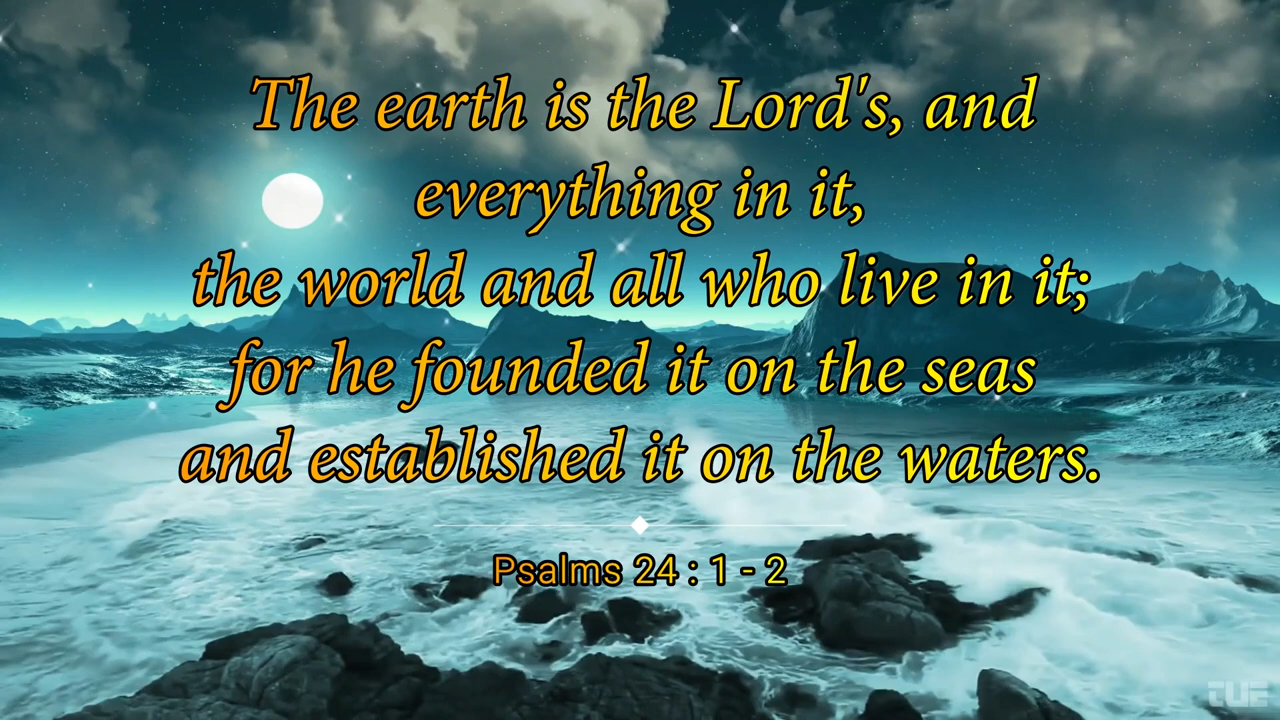 The earth is the Lord's, and
everything in it,
the world and all who live in it;
for he founded it on the seas
and established it on the waters.
Psalms 24 : 1 - 2
TUE